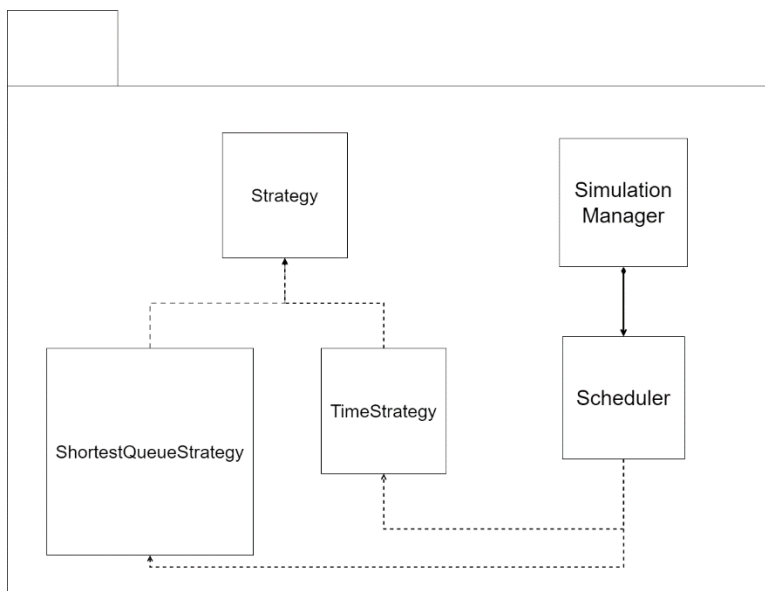 Strategy
Simulation
Manager
ShortestQueueStrategy
TimeStrategy
Scheduler